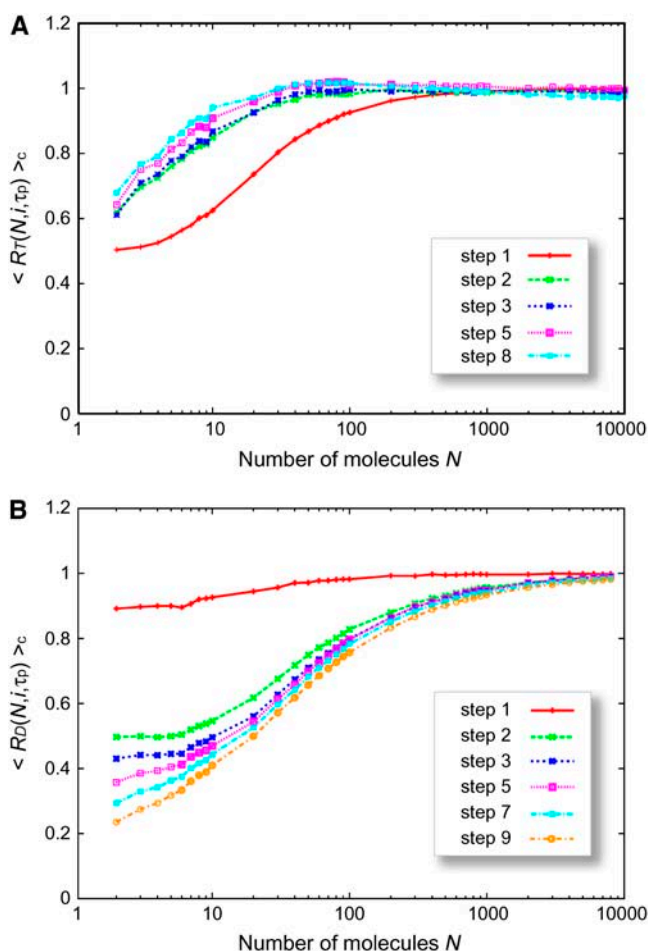 A
1.2
1
0.8
0.6
0.4
0.2
0
< R_T(N,i,τp) >c
step 1
step 2
step 3
step 5
step 8
1
10
100
1000
10000
Number of molecules N
B
1.2
1
0.8
0.6
0.4
0.2
0
< R_D(N,i,τp) >c
step 1
step 2
step 3
step 5
step 7
step 9
1
10
100
1000
10000
Number of molecules N